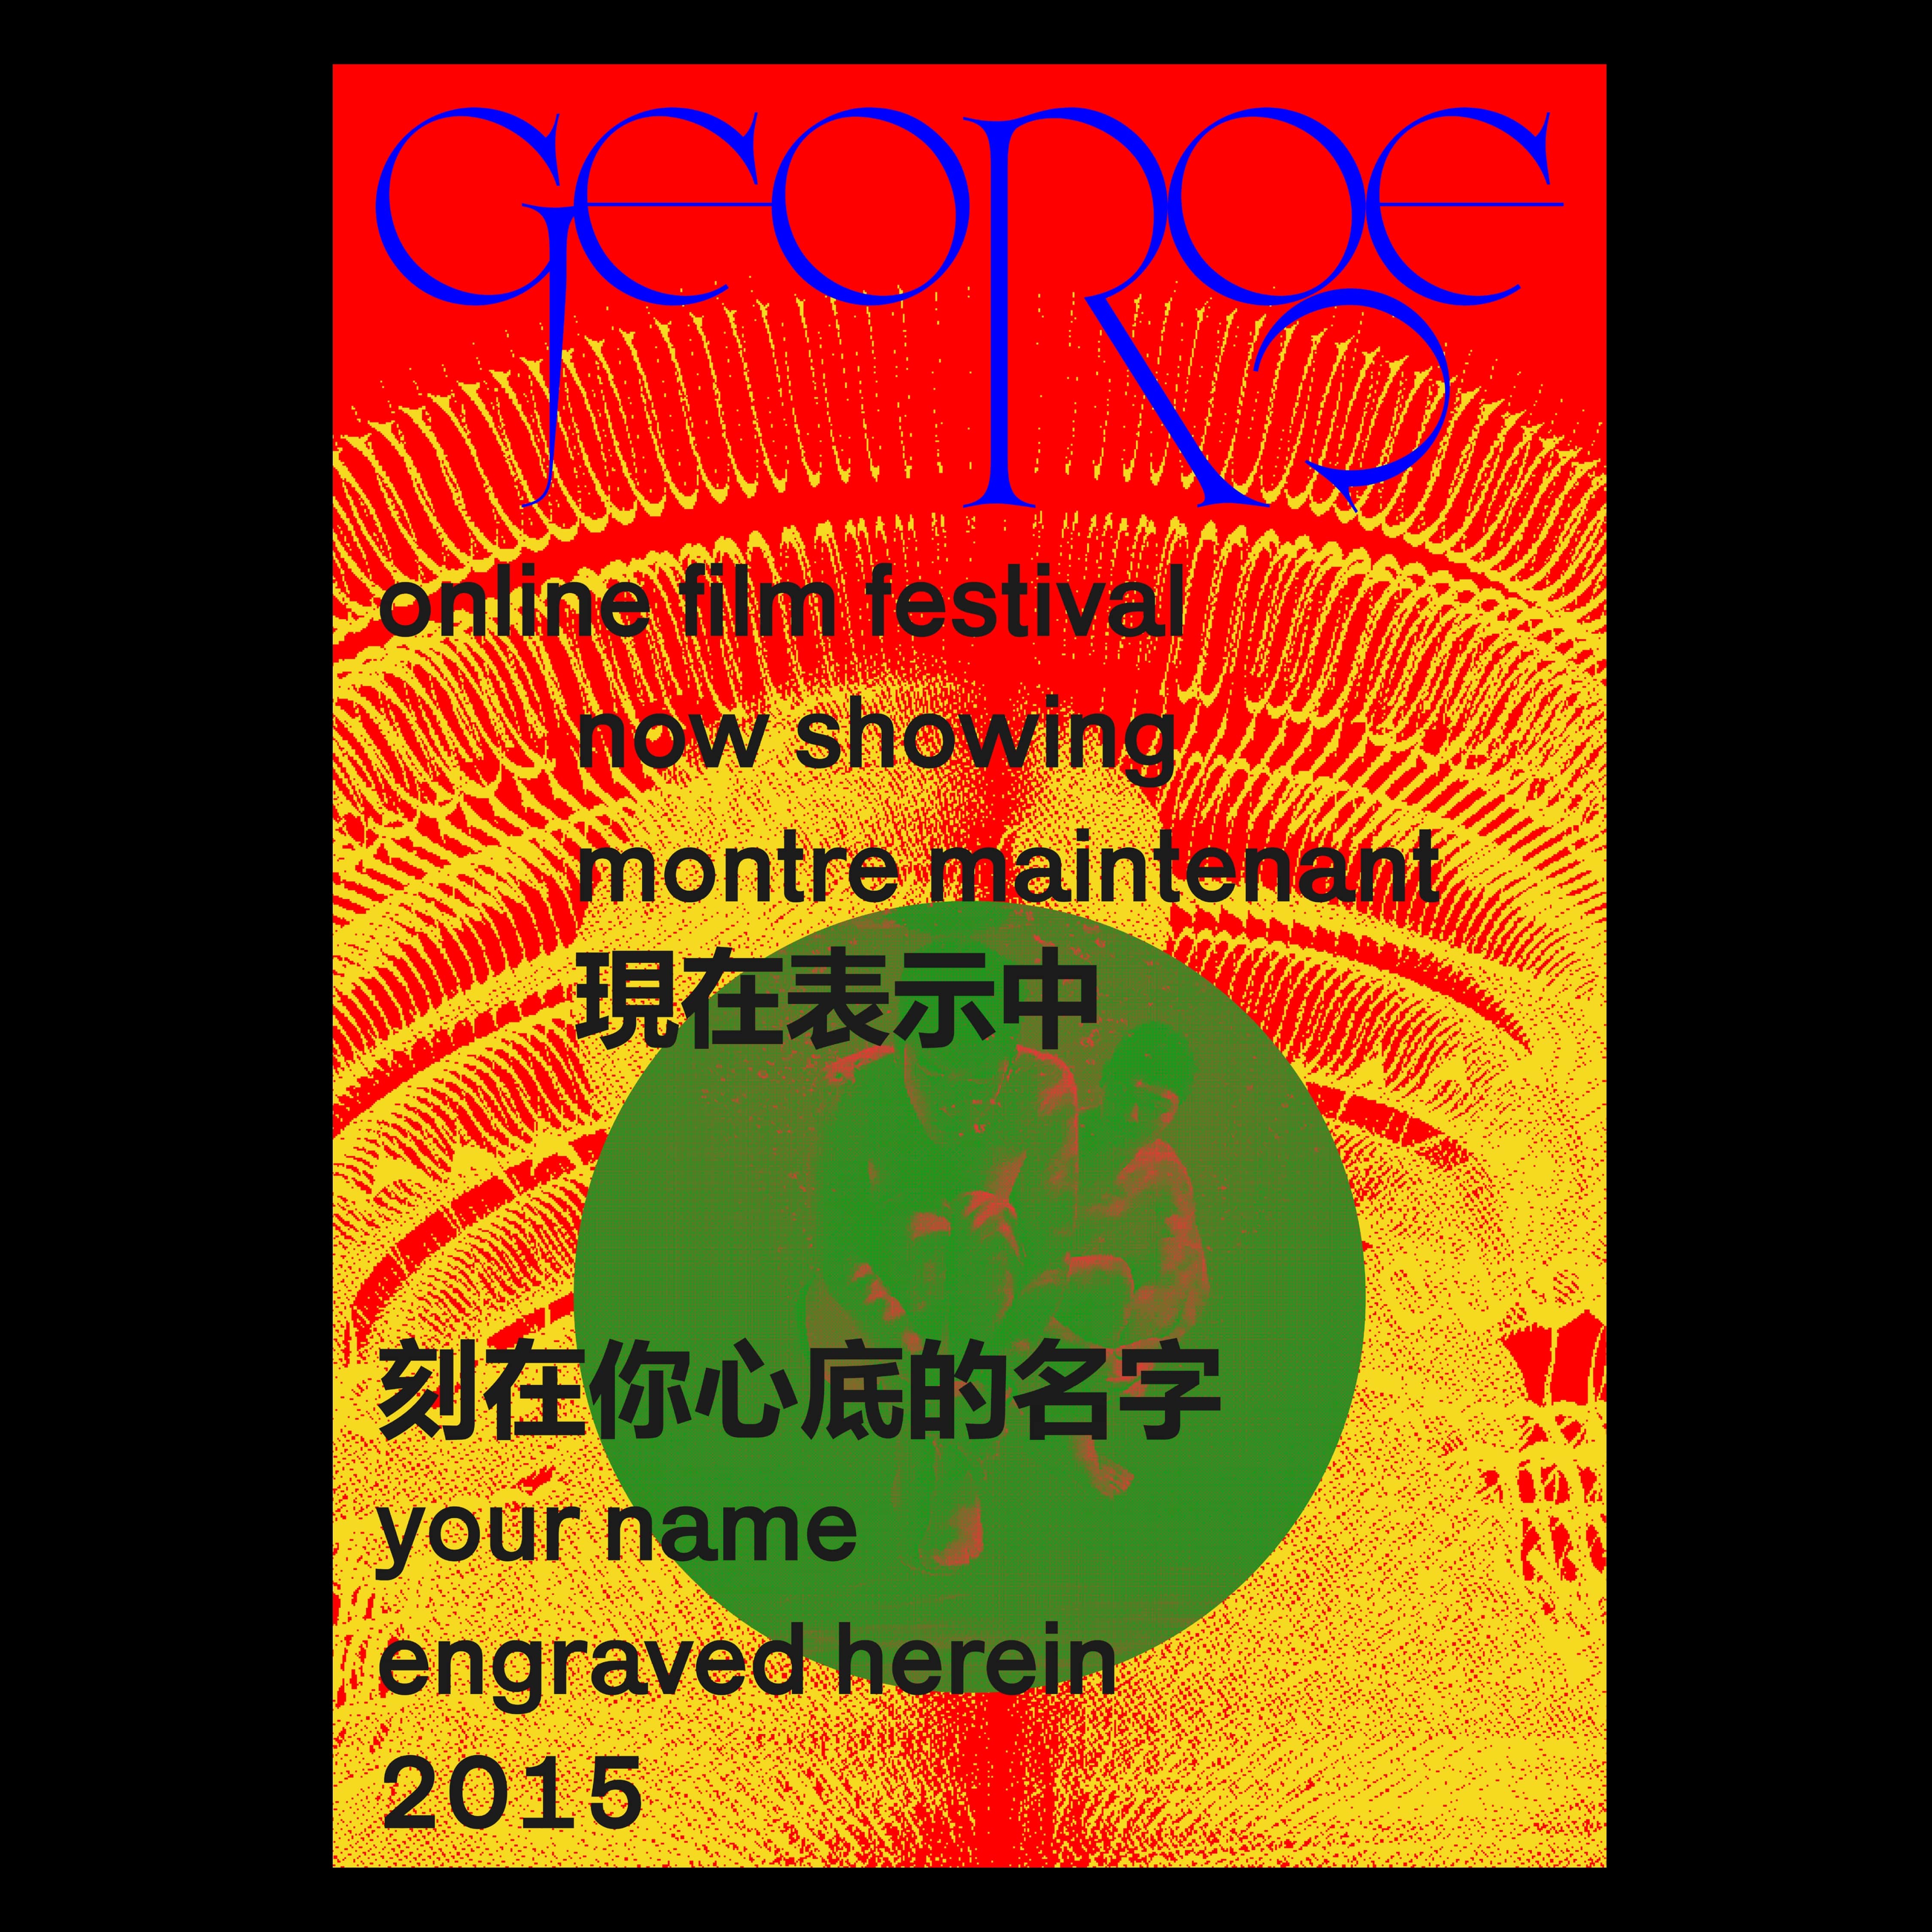 GEORGE
online film festival
now showing
montre maintenant
現在表示中
刻在你心底的名字
your name
engraved herein
2015